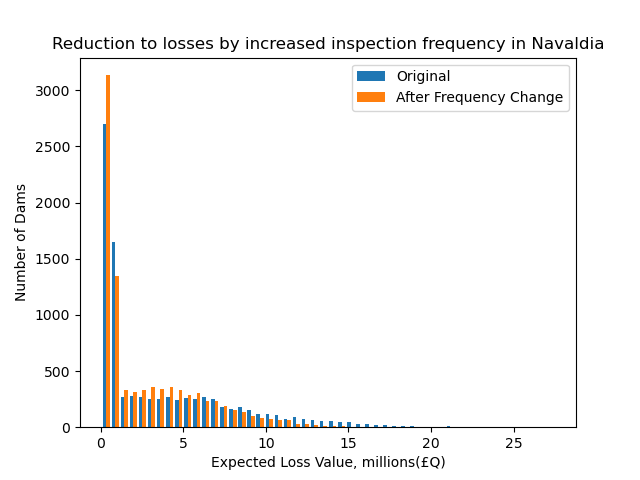 Reduction to losses by increased inspection frequency in Navaldia
Original
After Frequency Change
Number of Dams
3000
2500
2000
1500
1000
500
0
0 5 10 15 20 25
Expected Loss Value, millions(£Q)